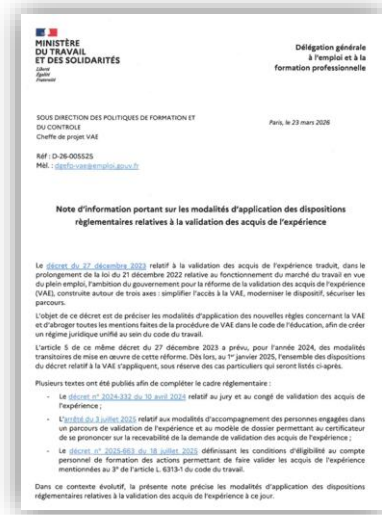 MINISTÈRE
DU TRAVAIL
ET DES SOLIDARITÉS
Liberté
Égalité
Fraternité
Délégation générale
à l'emploi et à la
formation professionnelle
SOUS DIRECTION DES POLITIQUES DE FORMATION ET
DU CONTROLE
Cheffe de projet VAE
Paris, le 23 mars 2026
Réf : D-26-005525
Mél. : dgefp-vae@emploi.gouv.fr
Note d'information portant sur les modalités d'application des dispositions
règlementaires relatives à la validation des acquis de l'expérience
Le décret du 27 décembre 2023 relatif à la validation des acquis de l'expérience traduit, dans le
prolongement de la loi du 21 décembre 2022 relative au fonctionnement du marché du travail en vue
du plein emploi, l'ambition du gouvernement pour la réforme de la validation des acquis de l'expérience
(VAE), construite autour de trois axes : simplifier l'accès à la VAE, moderniser le dispositif, sécuriser les
parcours.
L'objet de ce décret est de préciser les modalités d'application des nouvelles règles concernant la VAE
et d'abroger toutes les mentions faites de la procédure de VAE dans le code de l'éducation, afin de créer
un régime juridique unifié au sein du code du travail.
L'article 5 de ce même décret du 27 décembre 2023 a prévu, pour l'année 2024, des modalités
transitoires de mise en œuvre de cette réforme. Dès lors, au 1er janvier 2025, l'ensemble des dispositions
du décret relatif à la VAE s'appliquent, sous réserve des cas particuliers qui seront listés ci-après.
Plusieurs textes ont été publiés afin de compléter le cadre réglementaire :
- Le décret n° 2024-332 du 10 avril 2024 relatif au jury et au congé de validation des acquis de
l'expérience ;
- L'arrêté du 3 juillet 2025 relatif aux modalités d'accompagnement des personnes engagées dans
un parcours de validation de l'expérience et au modèle de dossier permettant au certificateur
de se prononcer sur la recevabilité de la demande de validation des acquis de l'expérience ;
- Le décret n° 2025-663 du 18 juillet 2025 définissant les conditions d'éligibilité au compte
personnel de formation des actions permettant de faire valider les acquis de l'expérience
mentionnées au 3° de l'article L. 6313-1 du code du travail.
Dans ce contexte évolutif, la présente note précise les modalités d'application des dispositions
règlementaires relatives à la validation des acquis de l'expérience à ce jour.